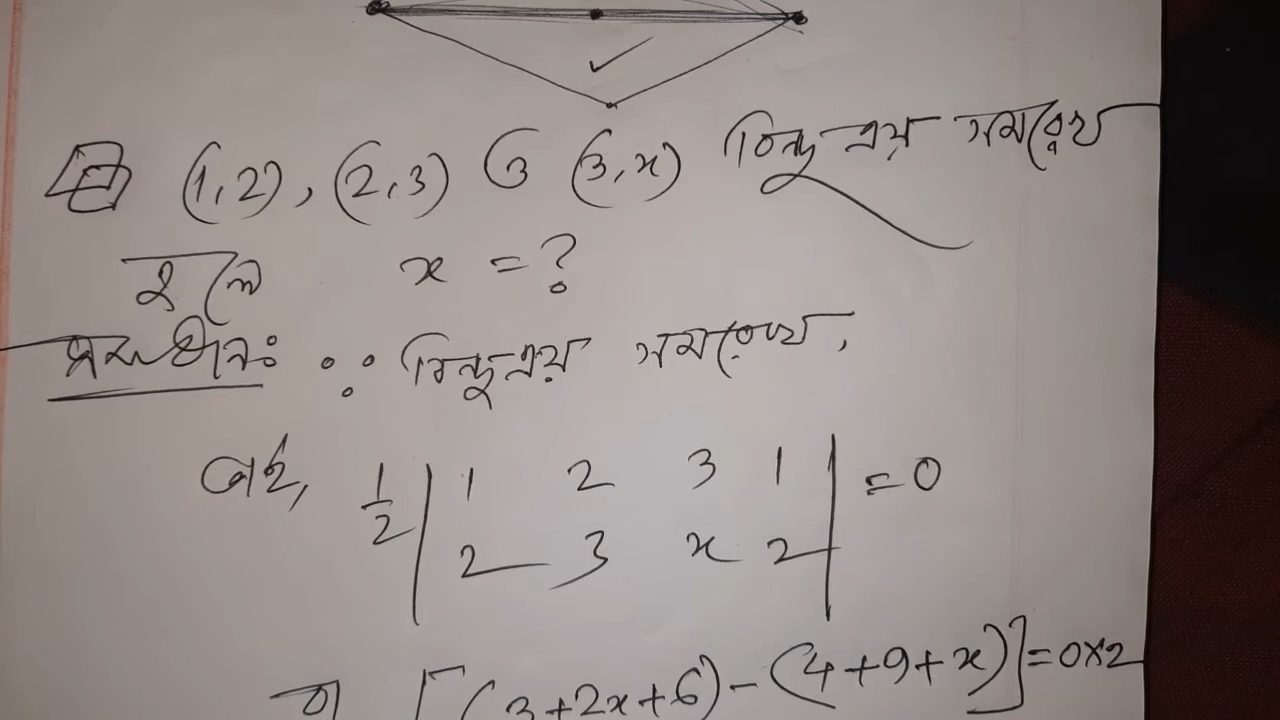 (1,2), (2,3) ও (3,x) বিন্দুত্রয় সমরেখ
হলে x = ?
সমাধানঃ ∵ বিন্দুত্রয় সমরেখ,
সেহে, 1/2 | 1 2 3 1 | = 0
2 3 x 2
বা [(3+2x+6)-(4+9+x)]=0×2